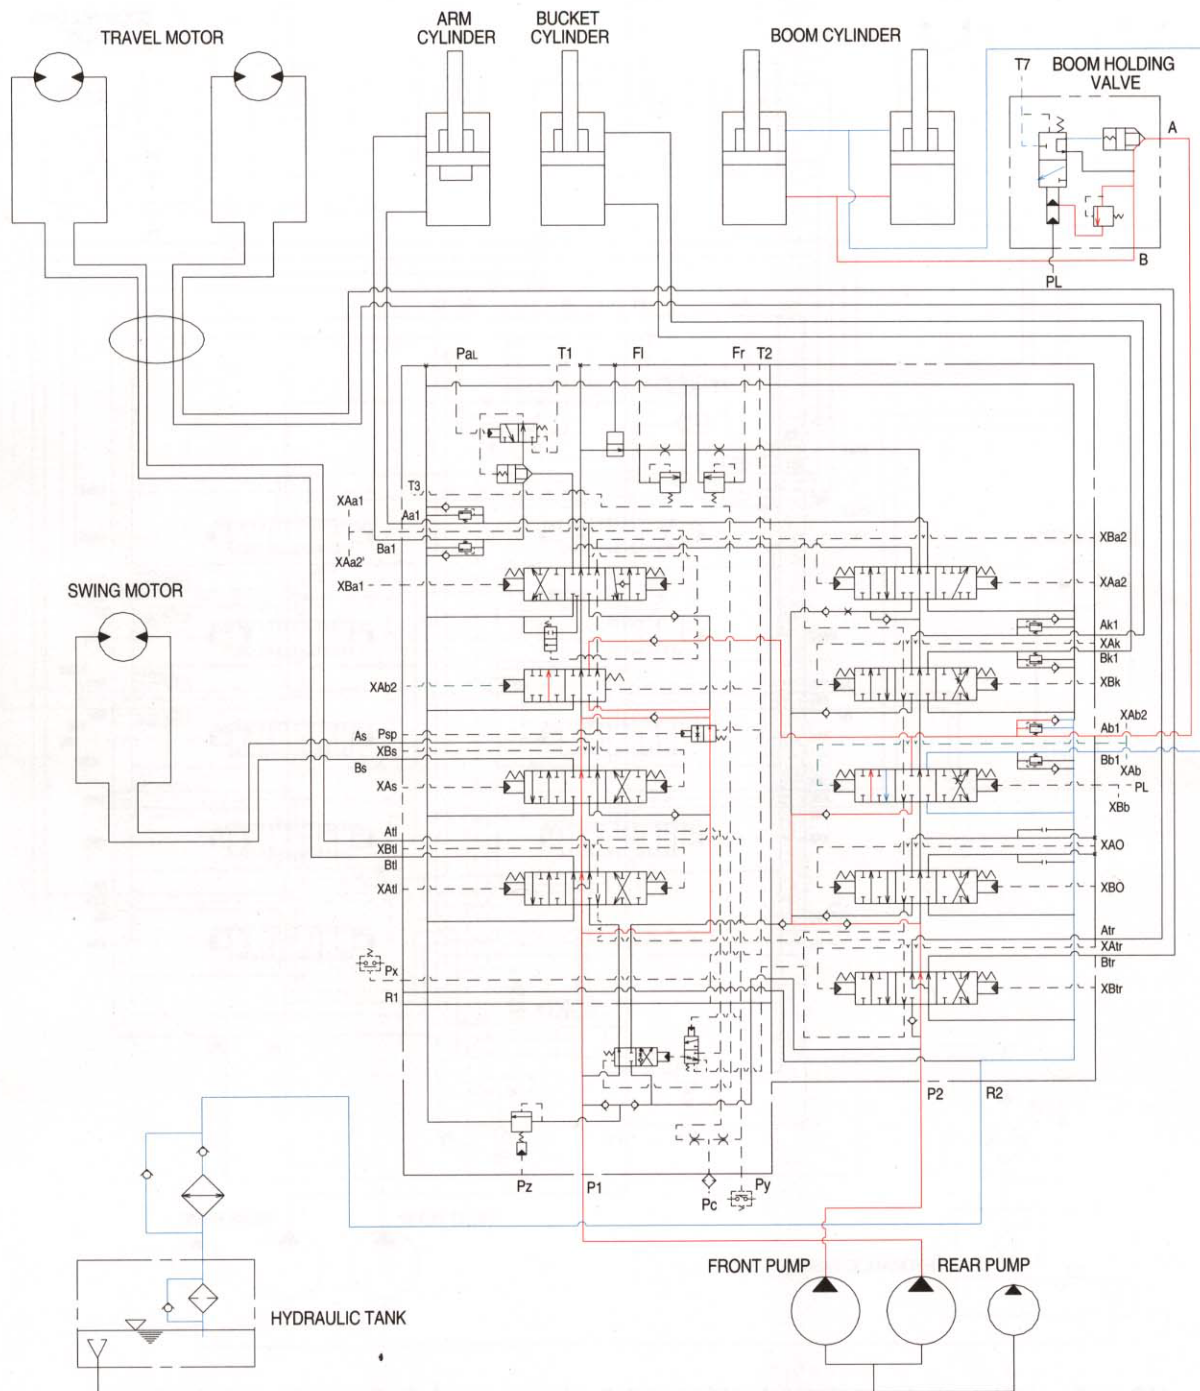 ARM
CYLINDER
BUCKET
CYLINDER
BOOM CYLINDER
TRAVEL MOTOR
T7
BOOM HOLDING
VALVE
A
B
PL
PaL
T1
Fl
Fr
T2
T3
XAa1
Aa1
Ba1
XAa2'
XBa1
XBa2
XAa2
SWING MOTOR
Ak1
XAk
Bk1
XBk
XAb2
XAb2
As
Psp
XBs
Bs
XAs
Ab1
Bb1
XAb
PL
XBb
Atl
XBtl
Btl
XAtl
XAO
XBO
Atr
XAtr
Btr
XBtr
Px
R1
P2
R2
Pz
P1
Pc
Py
FRONT PUMP
REAR PUMP
HYDRAULIC TANK